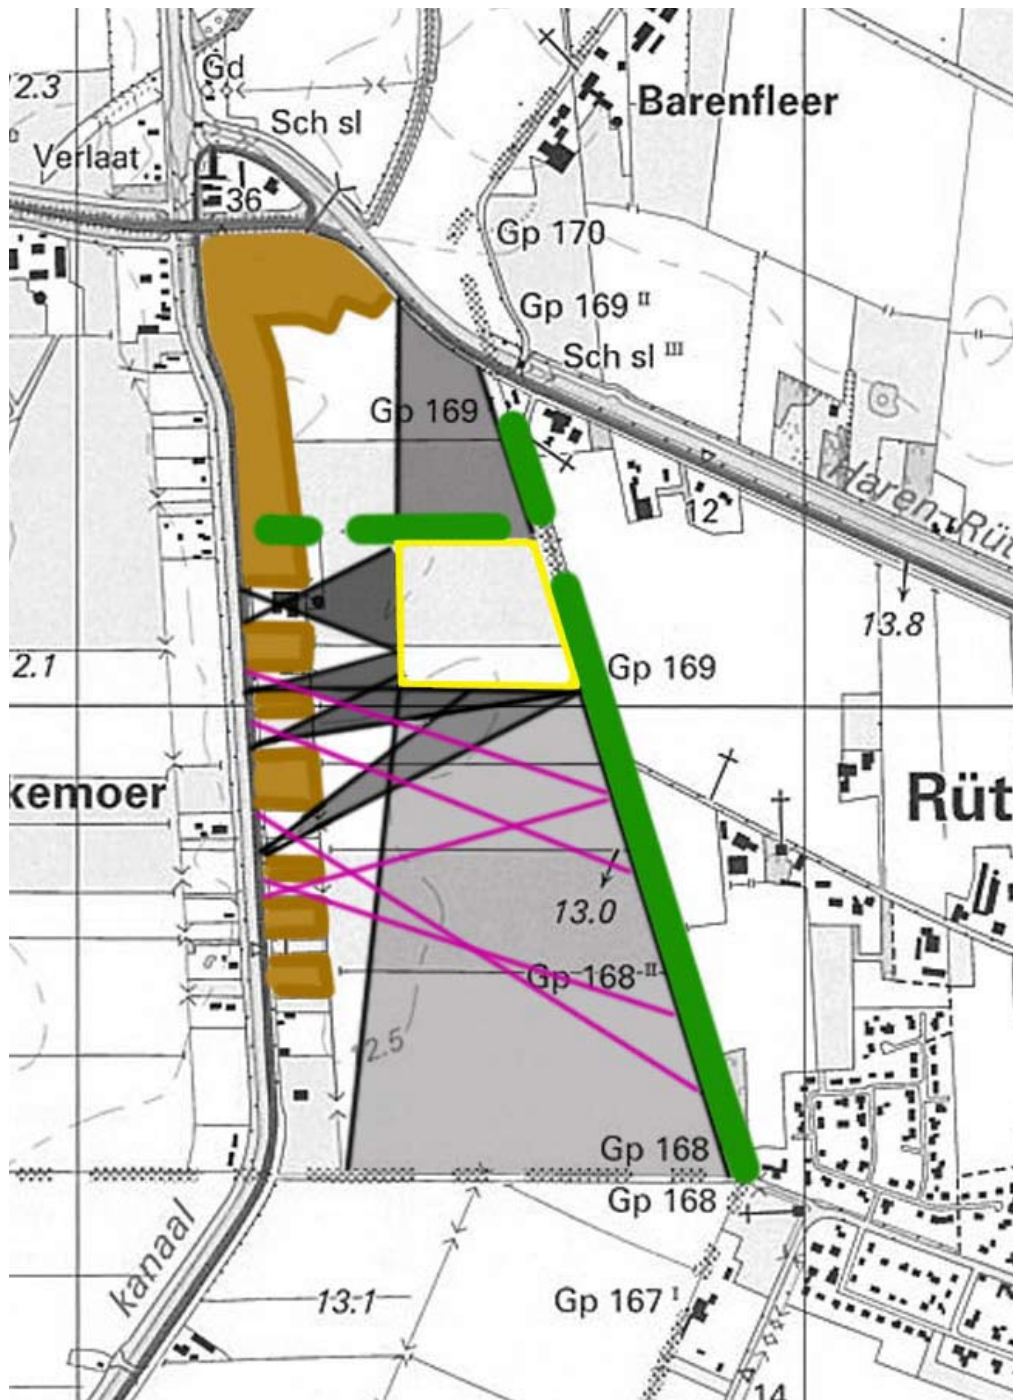 Gd
2.3
Barenfleer
Sch sl
Verlaat
36
Gp 170
Gp 169 II
Sch sl III
Gp 169
Haren-Rüt
12
13.8
2.1
Gp 169
kemoer
Rüt
13.0
Gp 168 II
2.5
Gp 168
Gp 168
kanaal
13.1
Gp 167 I
14